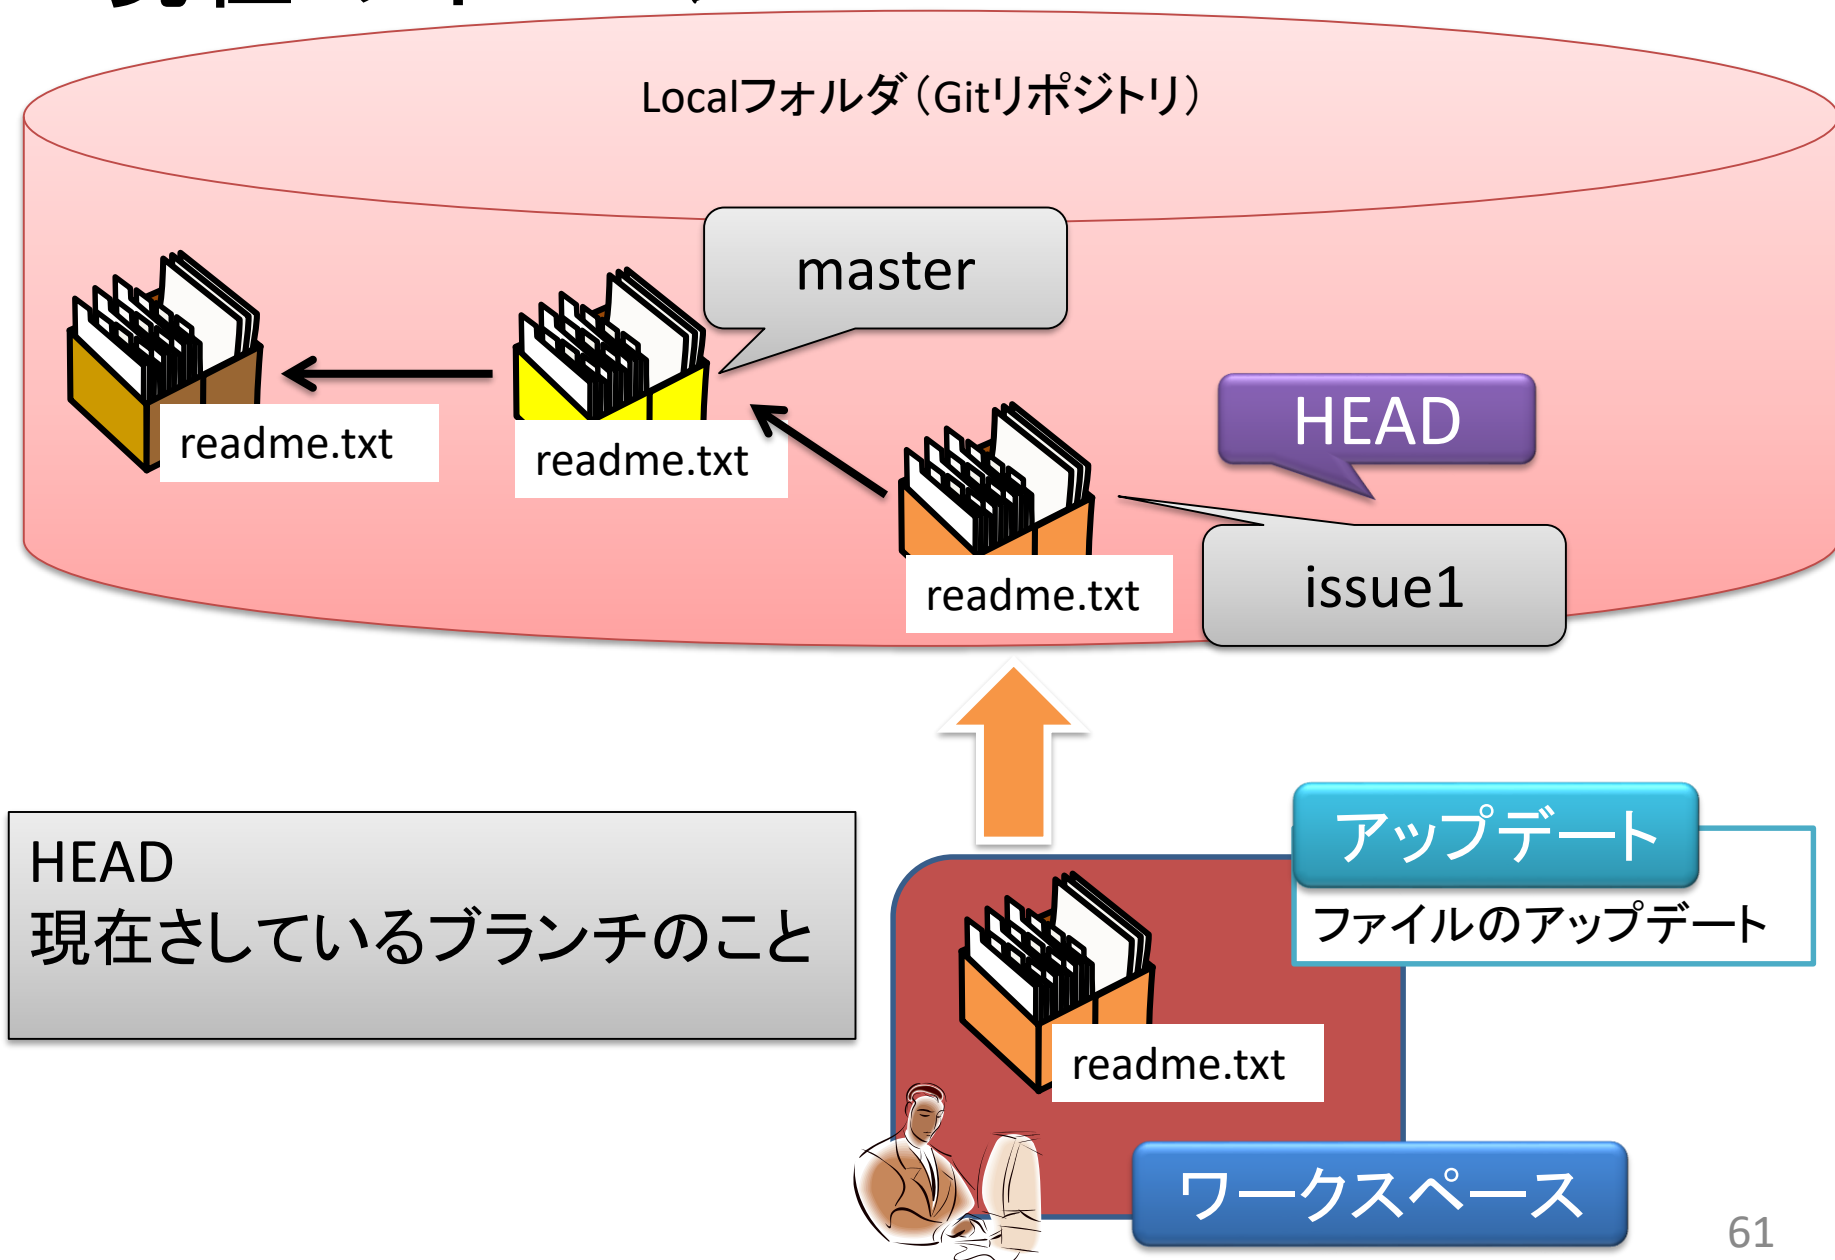 Localフォルダ（Gitリポジトリ）
master
HEAD
readme.txt
readme.txt
readme.txt
issue1
アップデート
ファイルのアップデート
HEAD
現在さしているブランチのこと
readme.txt
ワークスペース
61